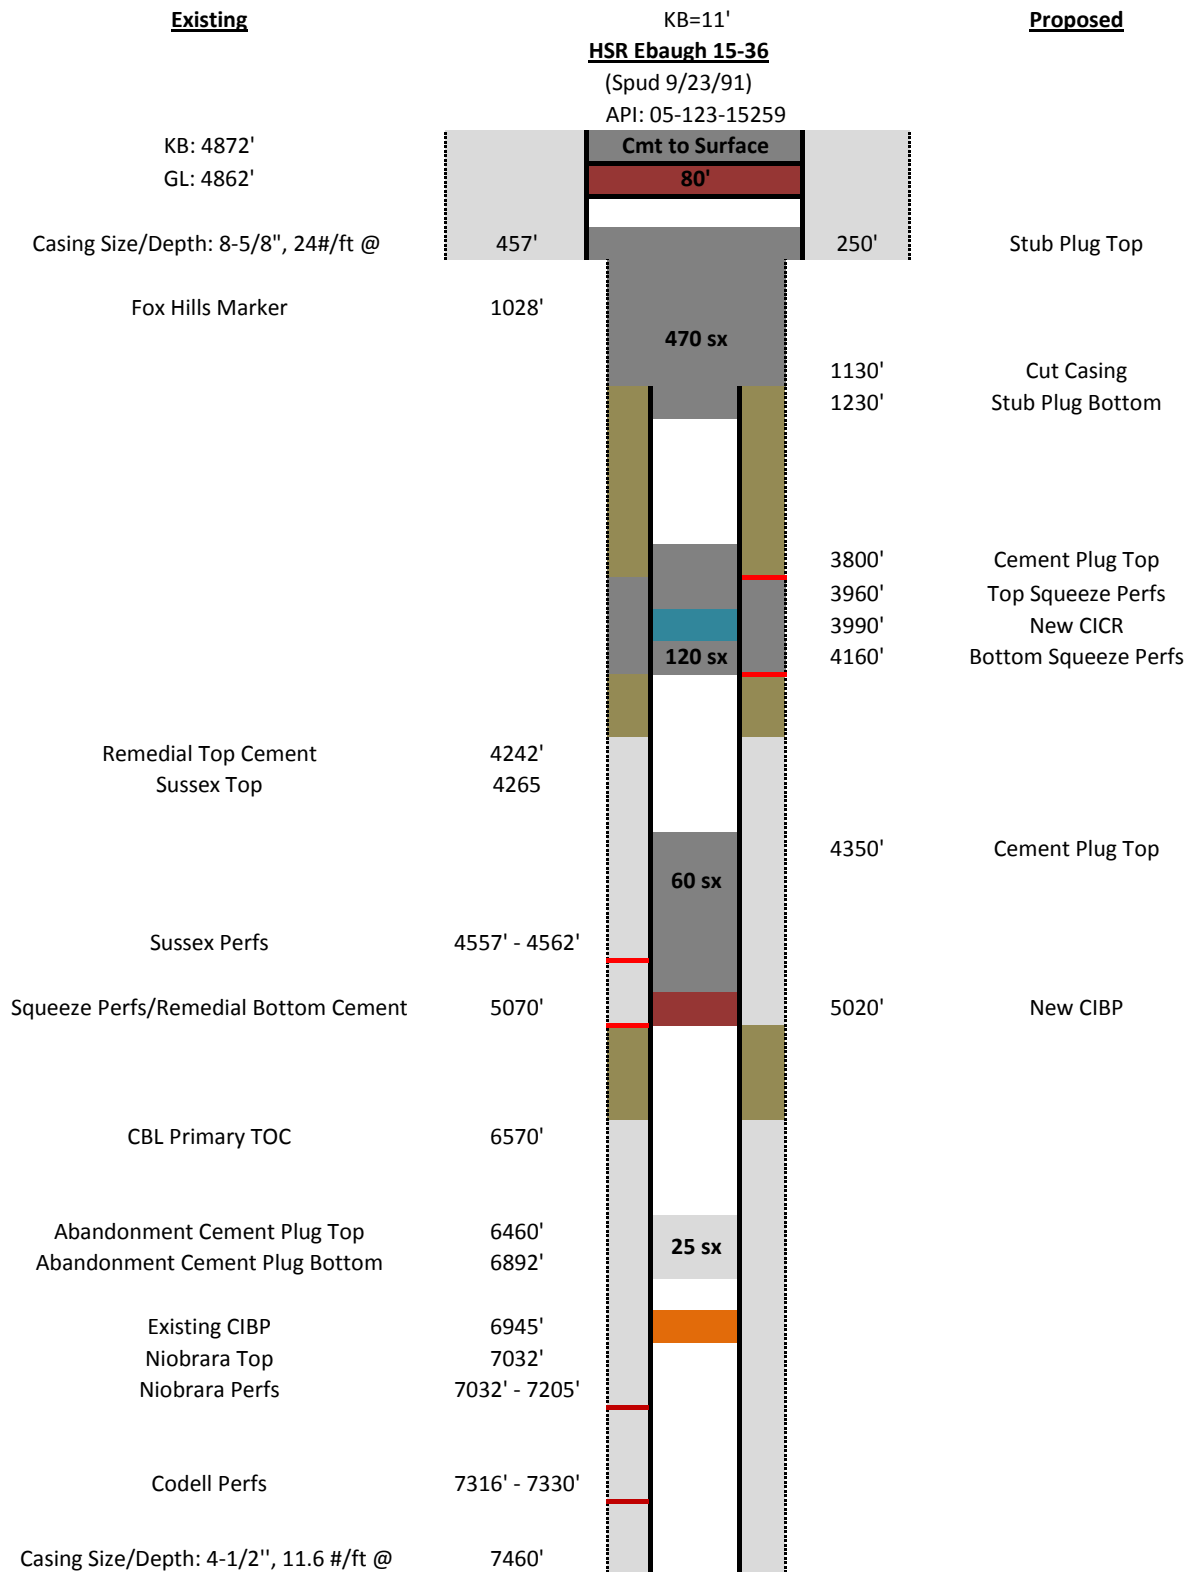 Existing KB=11' Proposed
HSR Ebaugh 15-36
(Spud 9/23/91)
API: 05-123-15259
KB: 4872' Cmt to Surface
GL: 4862' 80'
Casing Size/Depth: 8-5/8", 24#/ft @ 457' 250' Stub Plug Top
Fox Hills Marker 1028'
470 sx
1130' Cut Casing
1230' Stub Plug Bottom
3800' Cement Plug Top
3960' Top Squeeze Perfs
3990' New CICR
120 sx 4160' Bottom Squeeze Perfs
Remedial Top Cement 4242'
Sussex Top 4265
4350' Cement Plug Top
60 sx
Sussex Perfs 4557' - 4562'
Squeeze Perfs/Remedial Bottom Cement 5070' 5020' New CIBP
CBL Primary TOC 6570'
Abandonment Cement Plug Top 6460'
25 sx
Abandonment Cement Plug Bottom 6892'
Existing CIBP 6945'
Niobrara Top 7032'
Niobrara Perfs 7032' - 7205'
Codell Perfs 7316' - 7330'
Casing Size/Depth: 4-1/2'', 11.6 #/ft @ 7460'